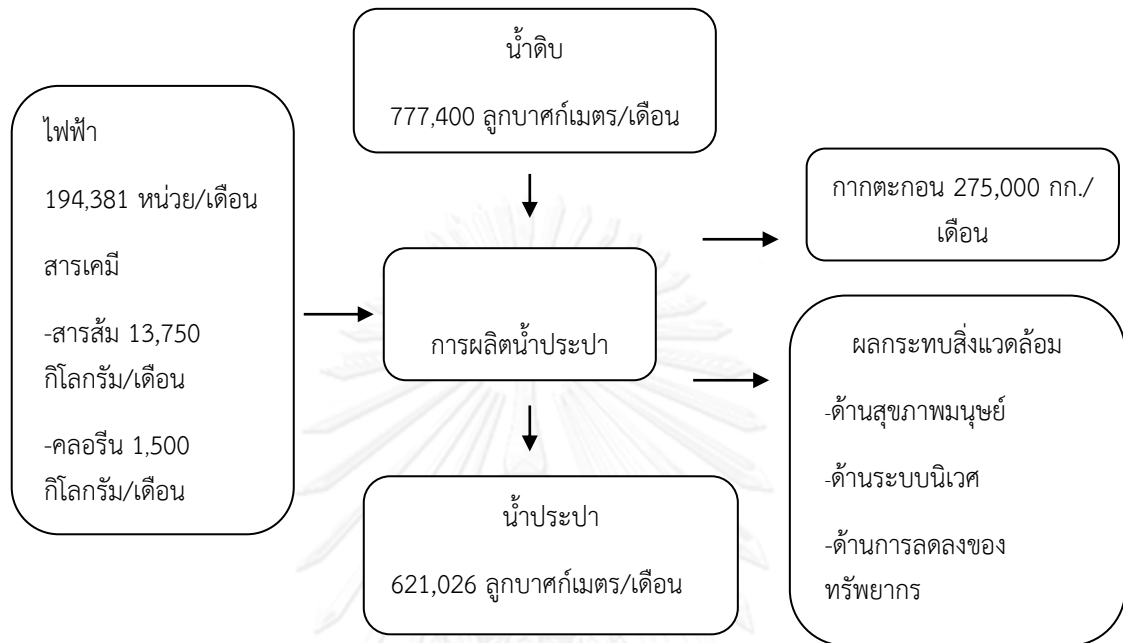 น้ำดิบ
777,400 ลูกบาศก์เมตร/เดือน
ไฟฟ้า
194,381 หน่วย/เดือน
สารเคมี
-สารส้ม 13,750
กิโลกรัม/เดือน
-คลอรีน 1,500
กิโลกรัม/เดือน
การผลิตน้ำประปา
กากตะกอน 275,000 กก./
เดือน
ผลกระทบสิ่งแวดล้อม
-ด้านสุขภาพมนุษย์
-ด้านระบบนิเวศ
-ด้านการลดลงของ
ทรัพยากร
น้ำประปา
621,026 ลูกบาศก์เมตร/เดือน